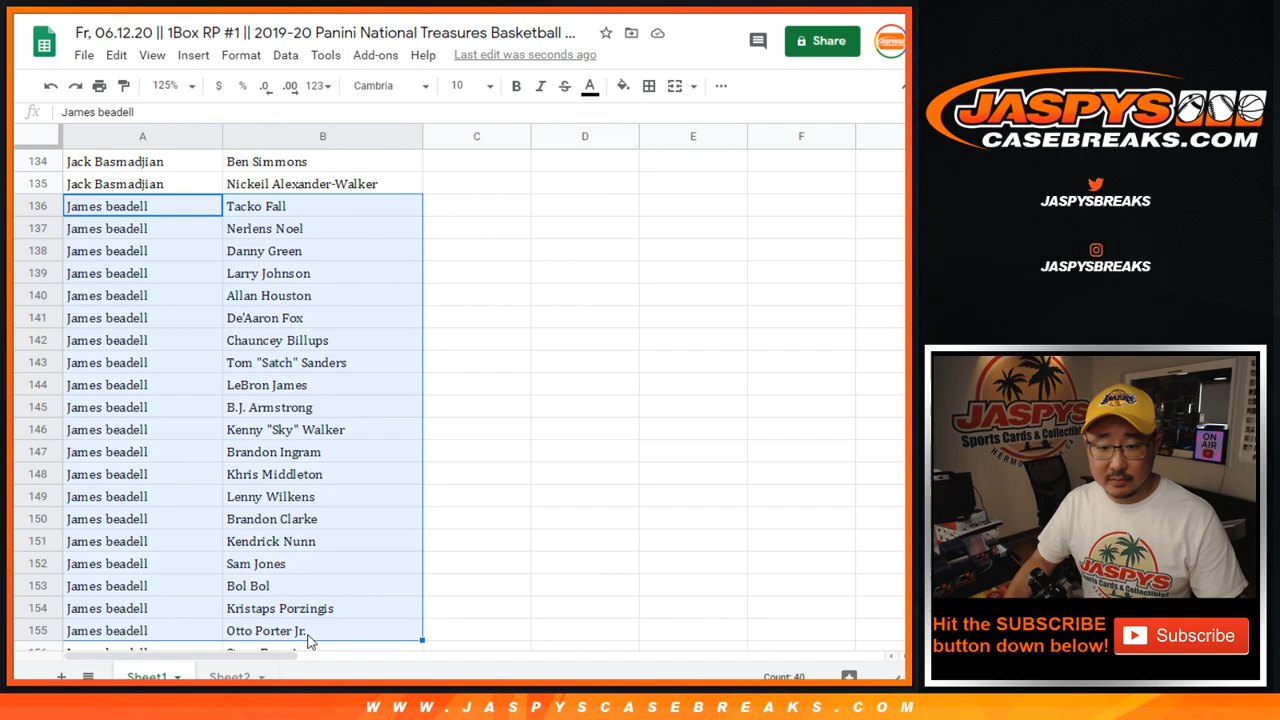 Fr, 06.12.20 || 1Box RP #1 || 2019-20 Panini National Treasures Basketball ...
File Edit View Insert Format Data Tools Add-ons Help Last edit was seconds ago
Share
125% $ % .0 .00 123 Cambria 10 B I S A ...
fx James beadell
A B C D E F
134 Jack Basmadjian Ben Simmons
135 Jack Basmadjian Nickeil Alexander-Walker
136 James beadell Tacko Fall
137 James beadell Nerlens Noel
138 James beadell Danny Green
139 James beadell Larry Johnson
140 James beadell Allan Houston
141 James beadell De'Aaron Fox
142 James beadell Chauncey Billups
143 James beadell Tom "Satch" Sanders
144 James beadell LeBron James
145 James beadell B.J. Armstrong
146 James beadell Kenny "Sky" Walker
147 James beadell Brandon Ingram
148 James beadell Khris Middleton
149 James beadell Lenny Wilkens
150 James beadell Brandon Clarke
151 James beadell Kendrick Nunn
152 James beadell Sam Jones
153 James beadell Bol Bol
154 James beadell Kristaps Porzingis
155 James beadell Otto Porter Jr.
Sheet1 Sheet2 Count: 40
JASPYS
CASEBREAKS.COM
JASPYSBREAKS
JASPYSBREAKS
JASPYS
Sports Cards & Collectibles
ON
AIR
JASPYS
Hit the SUBSCRIBE
button down below!
Subscribe
WWW.JASPYSCASEBREAKS.COM